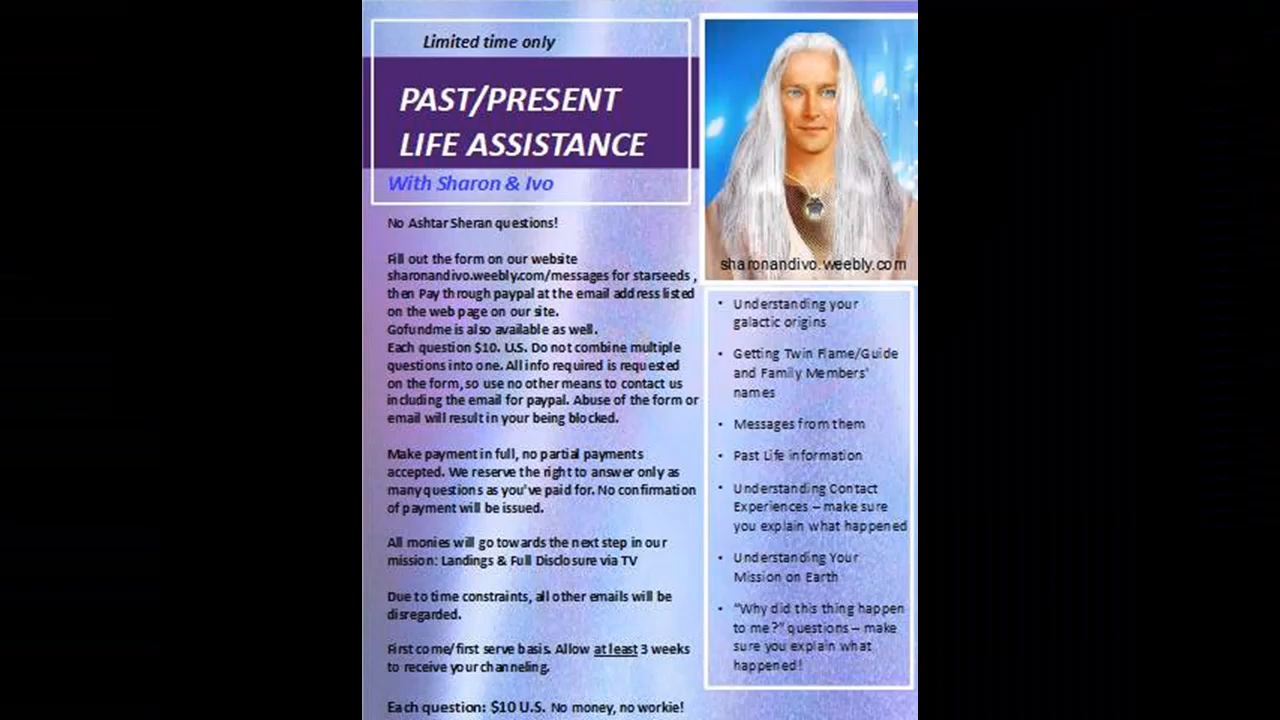 Limited time only
PAST/PRESENT
LIFE ASSISTANCE
With Sharon & Ivo
No Ashtar Sheran questions!
Fill out the form on our website
sharonandivo.weebly.com/messages for starseeds ,
then Pay through paypal at the email address listed
on the web page on our site.
Gofundme is also available as well.
Each question $10. U.S. Do not combine multiple
questions into one. All info required is requested
on the form, so use no other means to contact us
including the email for paypal. Abuse of the form or
email will result in your being blocked.
Make payment in full, no partial payments
accepted. We reserve the right to answer only as
many questions as you've paid for. No confirmation
of payment will be issued.
All monies will go towards the next step in our
mission: Landings & Full Disclosure via TV
Due to time constraints, all other emails will be
disregarded.
First come/first serve basis. Allow at least 3 weeks
to receive your channeling.
Each question: $10 U.S. No money, no workie!
sharonandivo.weebly.com
• Understanding your
galactic origins
• Getting Twin Flame/Guide
and Family Members'
names
• Messages from them
• Past Life information
• Understanding Contact
Experiences – make sure
you explain what happened
• Understanding Your
Mission on Earth
• "Why did this thing happen
to me?" questions – make
sure you explain what
happened!